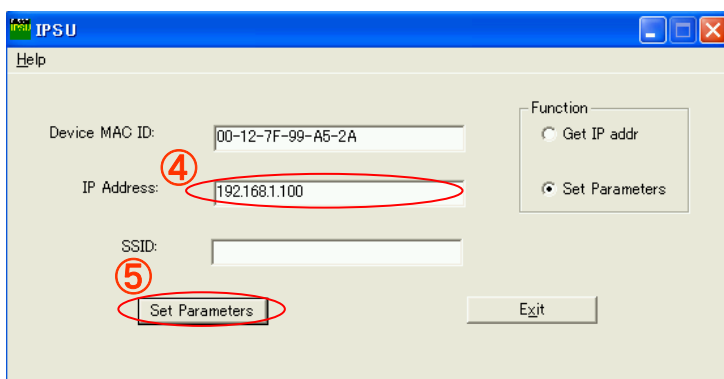 IPSU
Help
Function
Device MAC ID: 00-12-7F-99-A5-2A
Get IP addr
④
IP Address: 192.168.1.100
Set Parameters
SSID:
⑤
Set Parameters
Exit